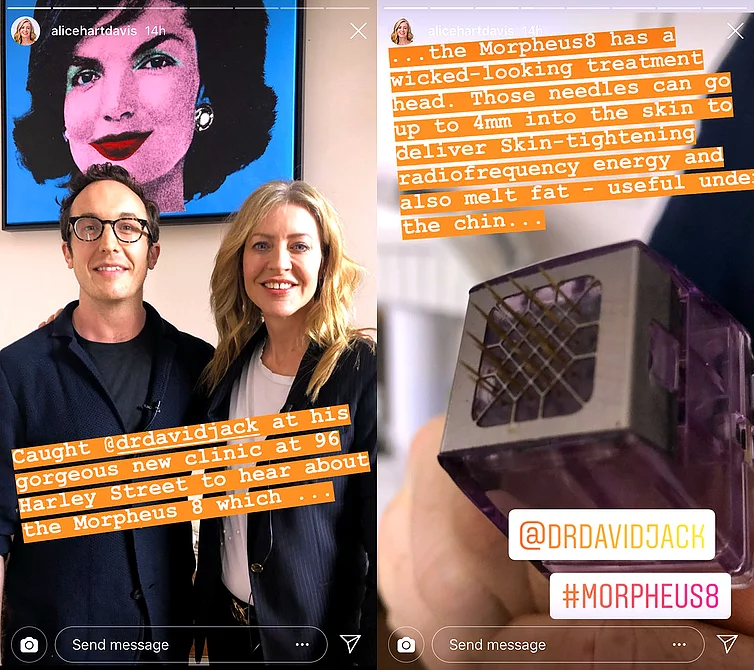 alicehartdavis 14h
Caught @drdavidjack at his
gorgeous new clinic at 96
Harley Street to hear about
the Morpheus 8 which ...
Send message
alicehartdavis 14h
...the Morpheus8 has a
wicked-looking treatment
head. Those needles can go
up to 4mm into the skin to
deliver Skin-tightening
radiofrequency energy and
also melt fat - useful unde
the chin...
@DRDAVIDJACK
#MORPHEUS8
Send message